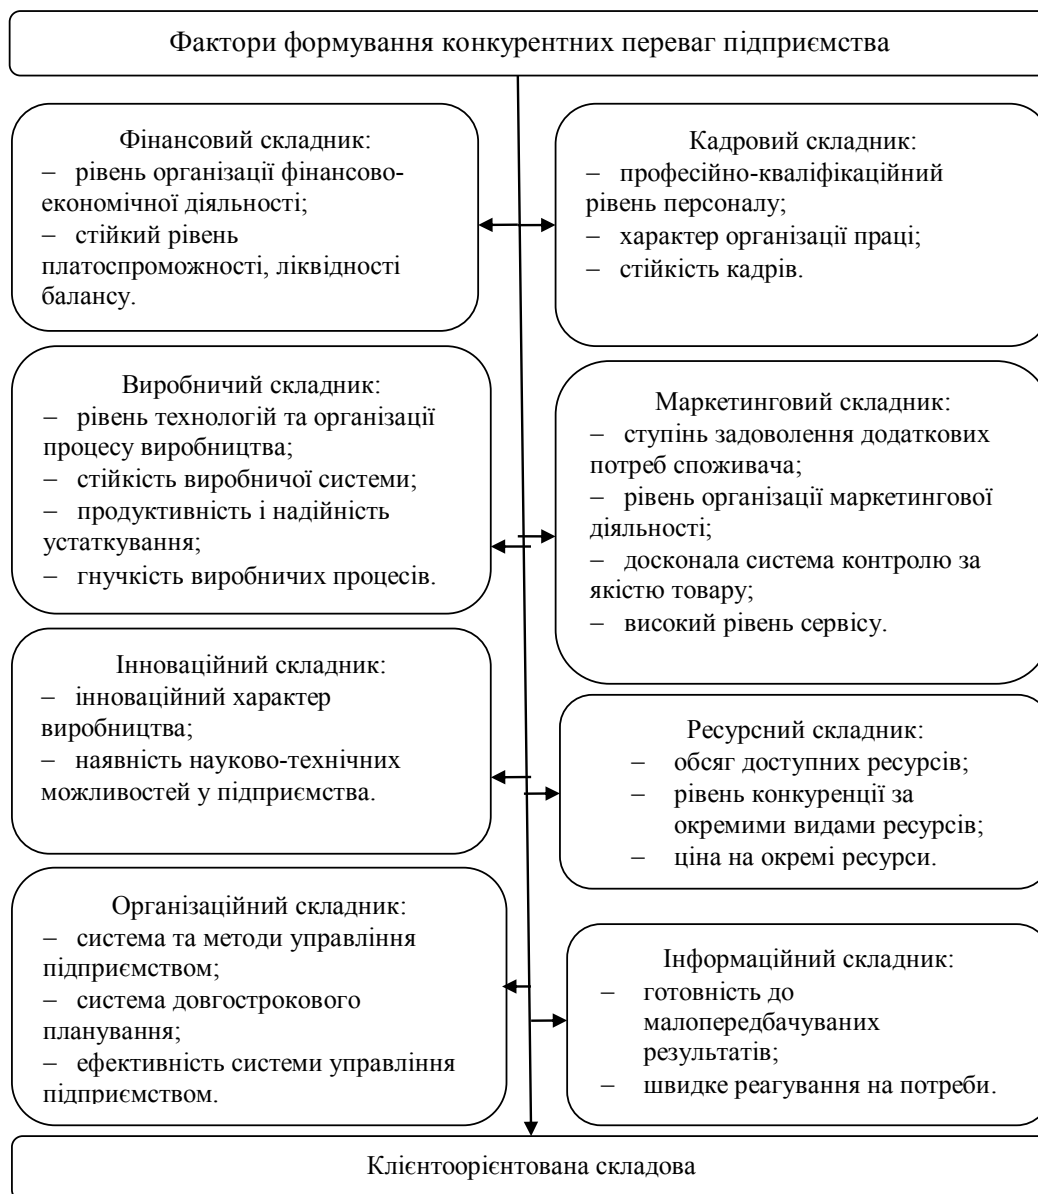 Фактори формування конкурентних переваг підприємства
Фінансовий складник:
– рівень організації фінансово-
економічної діяльності;
– стійкий рівень
платоспроможності, ліквідності
балансу.
Кадровий складник:
– професійно-кваліфікаційний
рівень персоналу;
– характер організації праці;
– стійкість кадрів.
Виробничий складник:
– рівень технологій та організації
процесу виробництва;
– стійкість виробничої системи;
– продуктивність і надійність
устаткування;
– гнучкість виробничих процесів.
Маркетинговий складник:
– ступінь задоволення додаткових
потреб споживача;
– рівень організації маркетингової
діяльності;
– досконала система контролю за
якістю товару;
– високий рівень сервісу.
Інноваційний складник:
– інноваційний характер
виробництва;
– наявність науково-технічних
можливостей у підприємства.
Ресурсний складник:
– обсяг доступних ресурсів;
– рівень конкуренції за
окремими видами ресурсів;
– ціна на окремі ресурси.
Організаційний складник:
– система та методи управління
підприємством;
– система довгострокового
планування;
– ефективність системи управління
підприємством.
Інформаційний складник:
– готовність до
малопередбачуваних
результатів;
– швидке реагування на потреби.
Клієнтоорієнтована складова